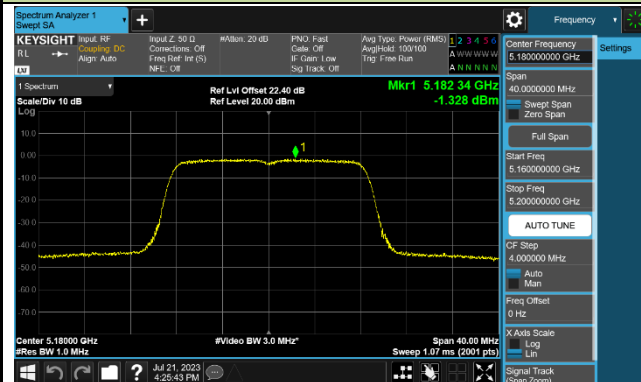 Spectrum Analyzer 1
Swept SA
Frequency
KEYSIGHT
RL
LXI
Input: RF
Coupling: DC
Align: Auto
Input Z: 50 Ω
Corrections: Off
Freq Ref: Int (S)
NFE: Off
#Atten: 20 dB
PNO: Fast
Gate: Off
IF Gain: Low
Sig Track: Off
Avg Type: Power (RMS)
Avg|Hold: 100/100
Trig: Free Run
1 2 3 4 5 6
A W W W W W
A N N N N N
1 Spectrum
Scale/Div 10 dB
Log
Ref Lvl Offset 22.40 dB
Ref Level 20.00 dBm
Mkr1 5.182 34 GHz
-1.328 dBm
1
10.0
0.00
-10.0
-20.0
-30.0
-40.0
-50.0
-60.0
-70.0
Center 5.18000 GHz
#Res BW 1.0 MHz
#Video BW 3.0 MHz*
Span 40.00 MHz
Sweep 1.07 ms (2001 pts)
Jul 21, 2023
4:25:43 PM
Center Frequency
5.180000000 GHz
Span
40.0000000 MHz
Swept Span
Zero Span
Full Span
Start Freq
5.160000000 GHz
Stop Freq
5.200000000 GHz
AUTO TUNE
CF Step
4.000000 MHz
Auto
Man
Freq Offset
0 Hz
X Axis Scale
Log
Lin
Signal Track
(Span Zoom)
Settings